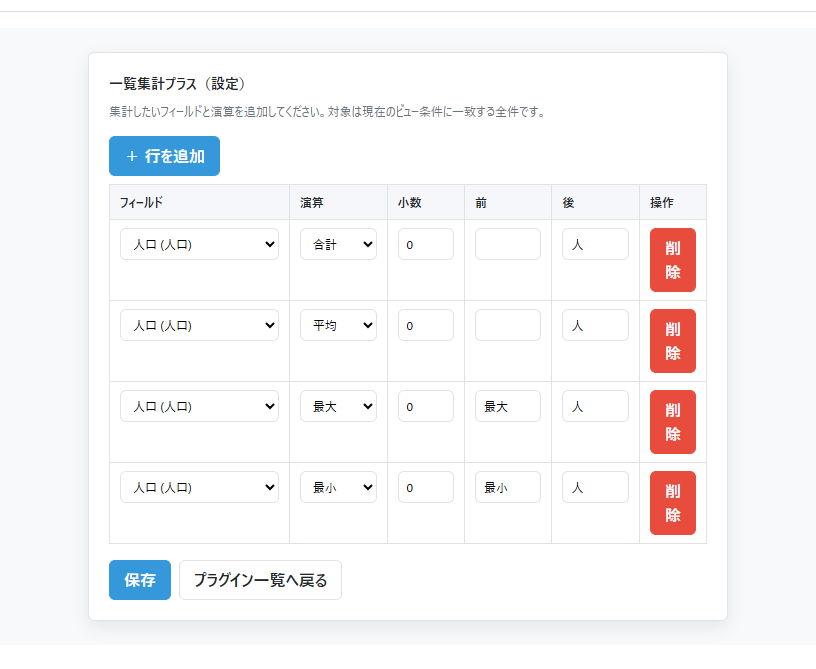 一覧集計プラス（設定）
集計したいフィールドと演算を追加してください。対象は現在のビュー条件に一致する全件です。
＋ 行を追加
フィールド 演算 小数 前 後 操作
人口 (人口) 合計 0 人 削除
人口 (人口) 平均 0 人 削除
人口 (人口) 最大 0 最大 人 削除
人口 (人口) 最小 0 最小 人 削除
保存 プラグイン一覧へ戻る